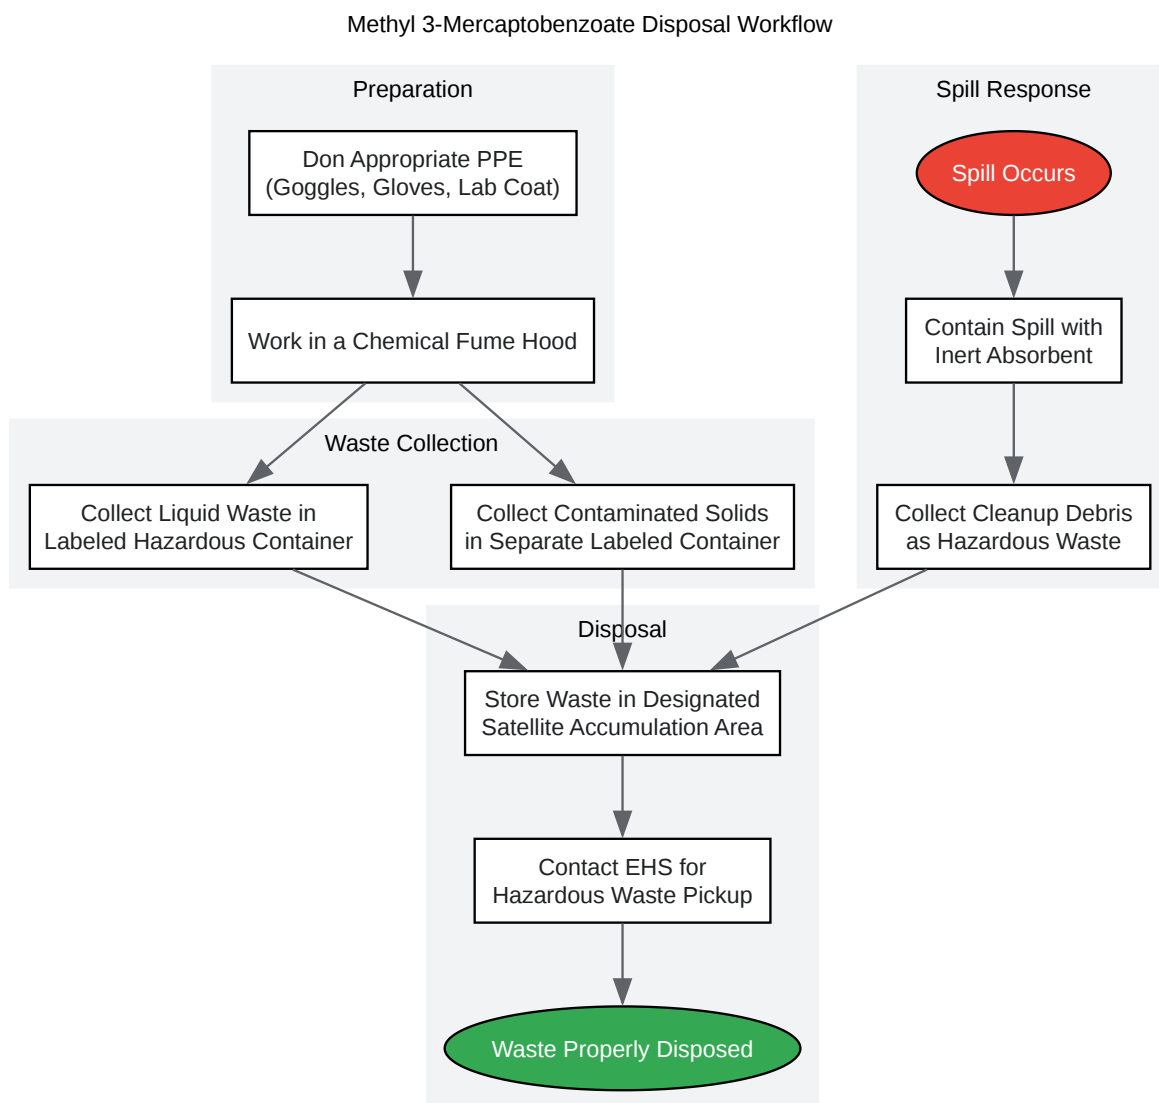 Methyl 3-Mercaptobenzoate Disposal Workflow
Preparation
Don Appropriate PPE
(Goggles, Gloves, Lab Coat)
Work in a Chemical Fume Hood
Spill Response
Spill Occurs
Contain Spill with
Inert Absorbent
Collect Cleanup Debris
as Hazardous Waste
Waste Collection
Collect Liquid Waste in
Labeled Hazardous Container
Collect Contaminated Solids
in Separate Labeled Container
Disposal
Store Waste in Designated
Satellite Accumulation Area
Contact EHS for
Hazardous Waste Pickup
Waste Properly Disposed